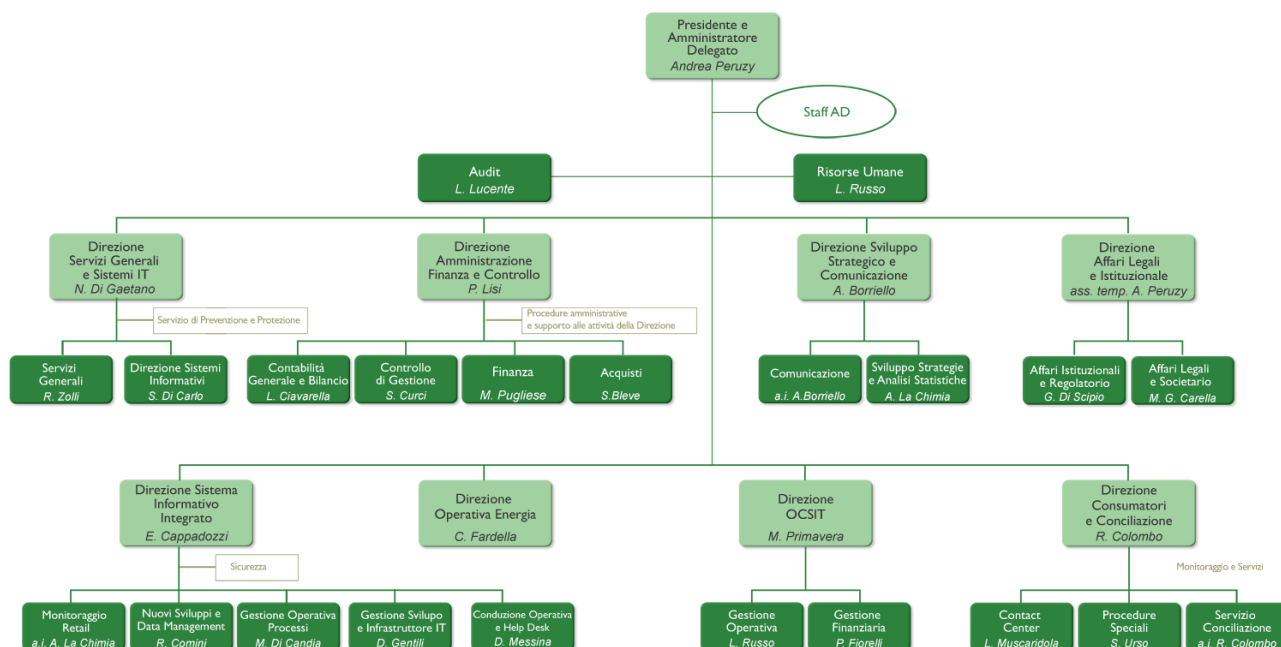 Presidente e
Amministratore
Delegato
Andrea Peruzy
Staff AD
Audit
L. Lucente
Risorse Umane
L. Russo
Direzione
Servizi Generali
e Sistemi IT
N. Di Gaetano
Direzione
Amministrazione
Finanza e Controllo
P. Lisi
Direzione Sviluppo
Strategico e
Comunicazione
A. Borriello
Direzione
Affari Legali
e Istituzionale
ass. temp. A. Peruzy
Servizio di Prevenzione e Protezione
Procedure amministrative
e supporto alle attività della Direzione
Servizi
Generali
R. Zolli
Direzione Sistemi
Informativi
S. Di Carlo
Contabilità
Generale e Bilancio
L. Ciavarella
Controllo
di Gestione
S. Curci
Finanza
M. Pugliese
Acquisti
S.Bleve
Comunicazione
a.i. A.Borriello
Sviluppo Strategie
e Analisi Statistiche
A. La Chimia
Affari Istituzionali
e Regolatorio
G. Di Scipio
Affari Legali
e Societario
M. G. Carella
Direzione Sistema
Informativo
Integrato
E. Cappadozzi
Direzione
Operativa Energia
C. Fardella
Direzione
OCSIT
M. Primavera
Direzione
Consumatori
e Conciliazione
R. Colombo
Sicurezza
Monitoraggio e Servizi
Monitoraggio
Retail
a.i. A. La Chimia
Nuovi Sviluppi e
Data Management
R. Comini
Gestione Operativa
Processi
M. Di Candia
Gestione Svilupo
e Infrastruttore IT
D. Gentili
Conduzione Operativa
e Help Desk
D. Messina
Gestione
Operativa
L. Russo
Gestione
Finanziaria
P. Fiorelli
Contact
Center
L. Muscaridola
Procedure
Speciali
S. Urso
Servizio
Conciliazione
a.i. R. Colombo